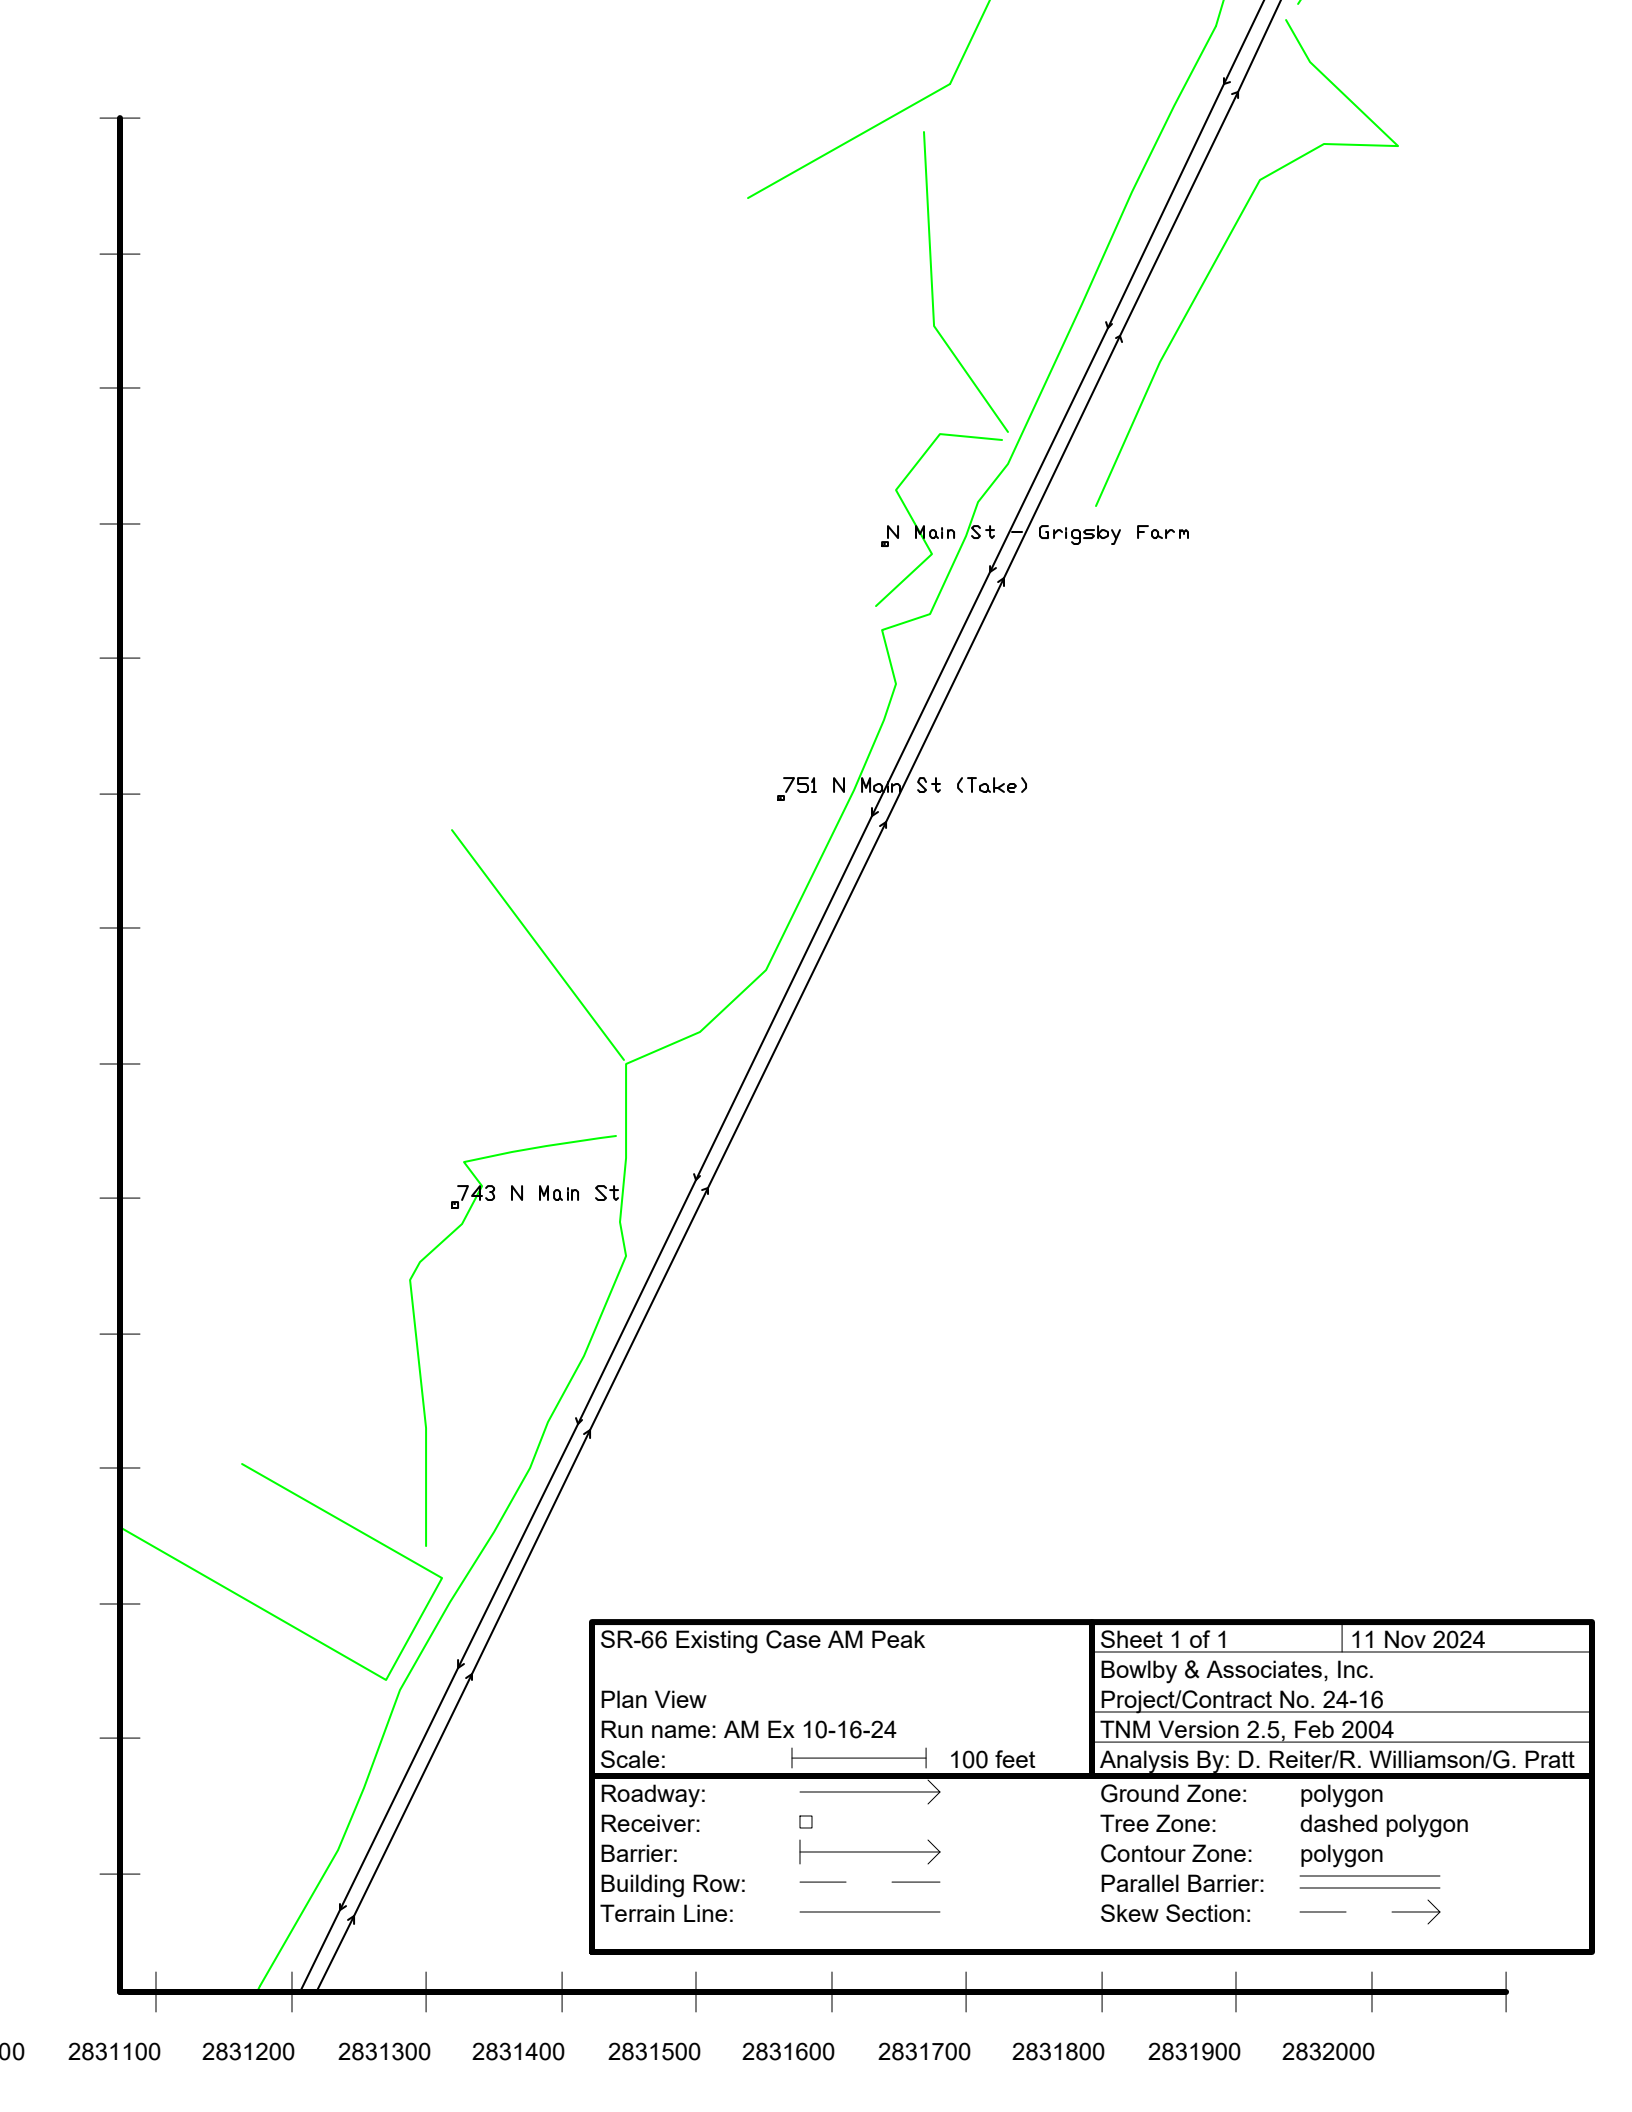 N Main St - Grigsby Farm
751 N Main St (Take)
743 N Main St
SR-66 Existing Case AM Peak
Plan View
Run name: AM Ex 10-16-24
Scale: 100 feet
Sheet 1 of 1 11 Nov 2024
Bowlby & Associates, Inc.
Project/Contract No. 24-16
TNM Version 2.5, Feb 2004
Analysis By: D. Reiter/R. Williamson/G. Pratt
Roadway:
Receiver:
Barrier:
Building Row:
Terrain Line:
Ground Zone: polygon
Tree Zone: dashed polygon
Contour Zone: polygon
Parallel Barrier:
Skew Section:
00 2831100 2831200 2831300 2831400 2831500 2831600 2831700 2831800 2831900 2832000